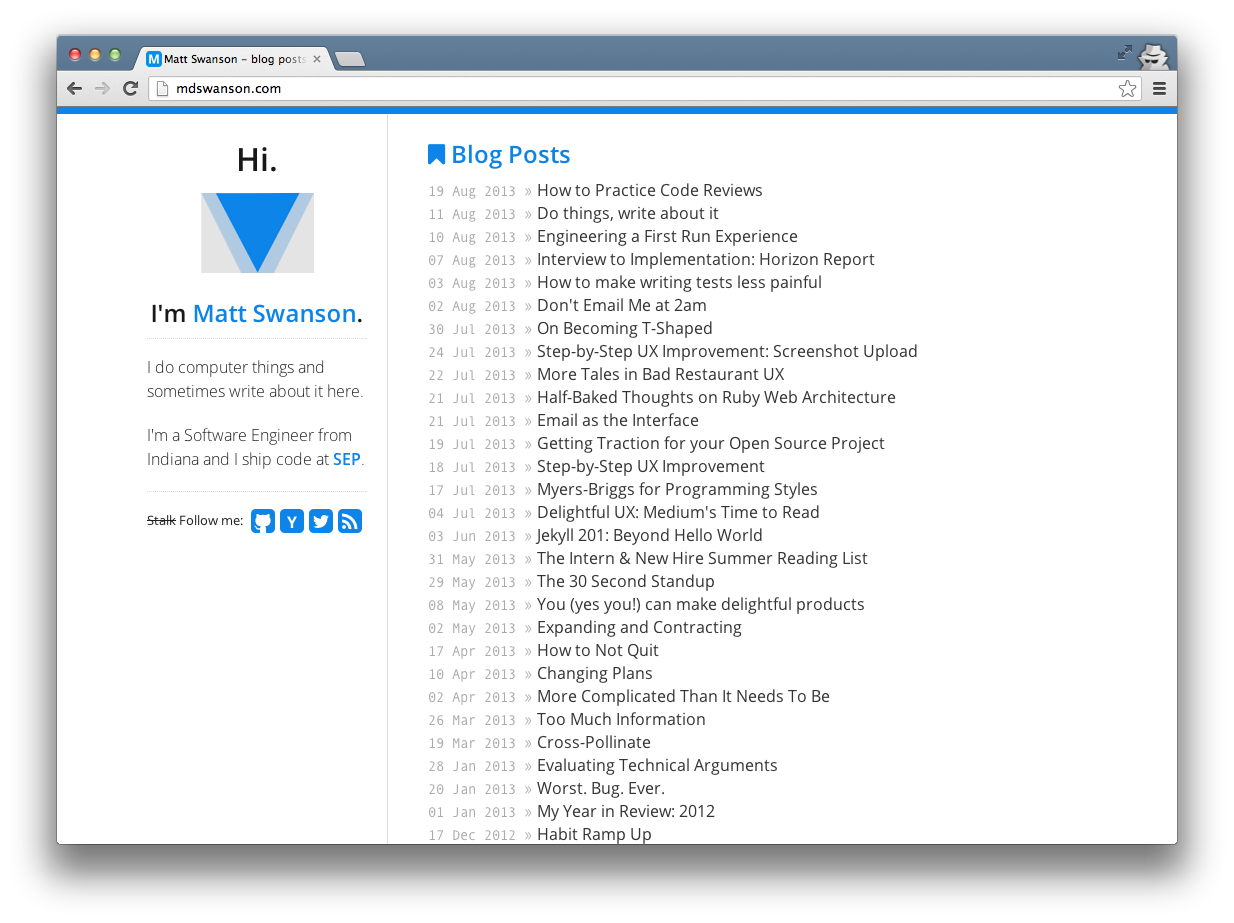 Matt Swanson – blog posts
mdswanson.com
Hi.
I'm Matt Swanson.
I do computer things and
sometimes write about it here.
I'm a Software Engineer from
Indiana and I ship code at SEP.
Stalk Follow me:
Y
Blog Posts
19 Aug 2013 » How to Practice Code Reviews
11 Aug 2013 » Do things, write about it
10 Aug 2013 » Engineering a First Run Experience
07 Aug 2013 » Interview to Implementation: Horizon Report
03 Aug 2013 » How to make writing tests less painful
02 Aug 2013 » Don't Email Me at 2am
30 Jul 2013 » On Becoming T-Shaped
24 Jul 2013 » Step-by-Step UX Improvement: Screenshot Upload
22 Jul 2013 » More Tales in Bad Restaurant UX
21 Jul 2013 » Half-Baked Thoughts on Ruby Web Architecture
21 Jul 2013 » Email as the Interface
19 Jul 2013 » Getting Traction for your Open Source Project
18 Jul 2013 » Step-by-Step UX Improvement
17 Jul 2013 » Myers-Briggs for Programming Styles
04 Jul 2013 » Delightful UX: Medium's Time to Read
03 Jun 2013 » Jekyll 201: Beyond Hello World
31 May 2013 » The Intern & New Hire Summer Reading List
29 May 2013 » The 30 Second Standup
08 May 2013 » You (yes you!) can make delightful products
02 May 2013 » Expanding and Contracting
17 Apr 2013 » How to Not Quit
10 Apr 2013 » Changing Plans
02 Apr 2013 » More Complicated Than It Needs To Be
26 Mar 2013 » Too Much Information
19 Mar 2013 » Cross-Pollinate
28 Jan 2013 » Evaluating Technical Arguments
20 Jan 2013 » Worst. Bug. Ever.
01 Jan 2013 » My Year in Review: 2012
17 Dec 2012 » Habit Ramp Up